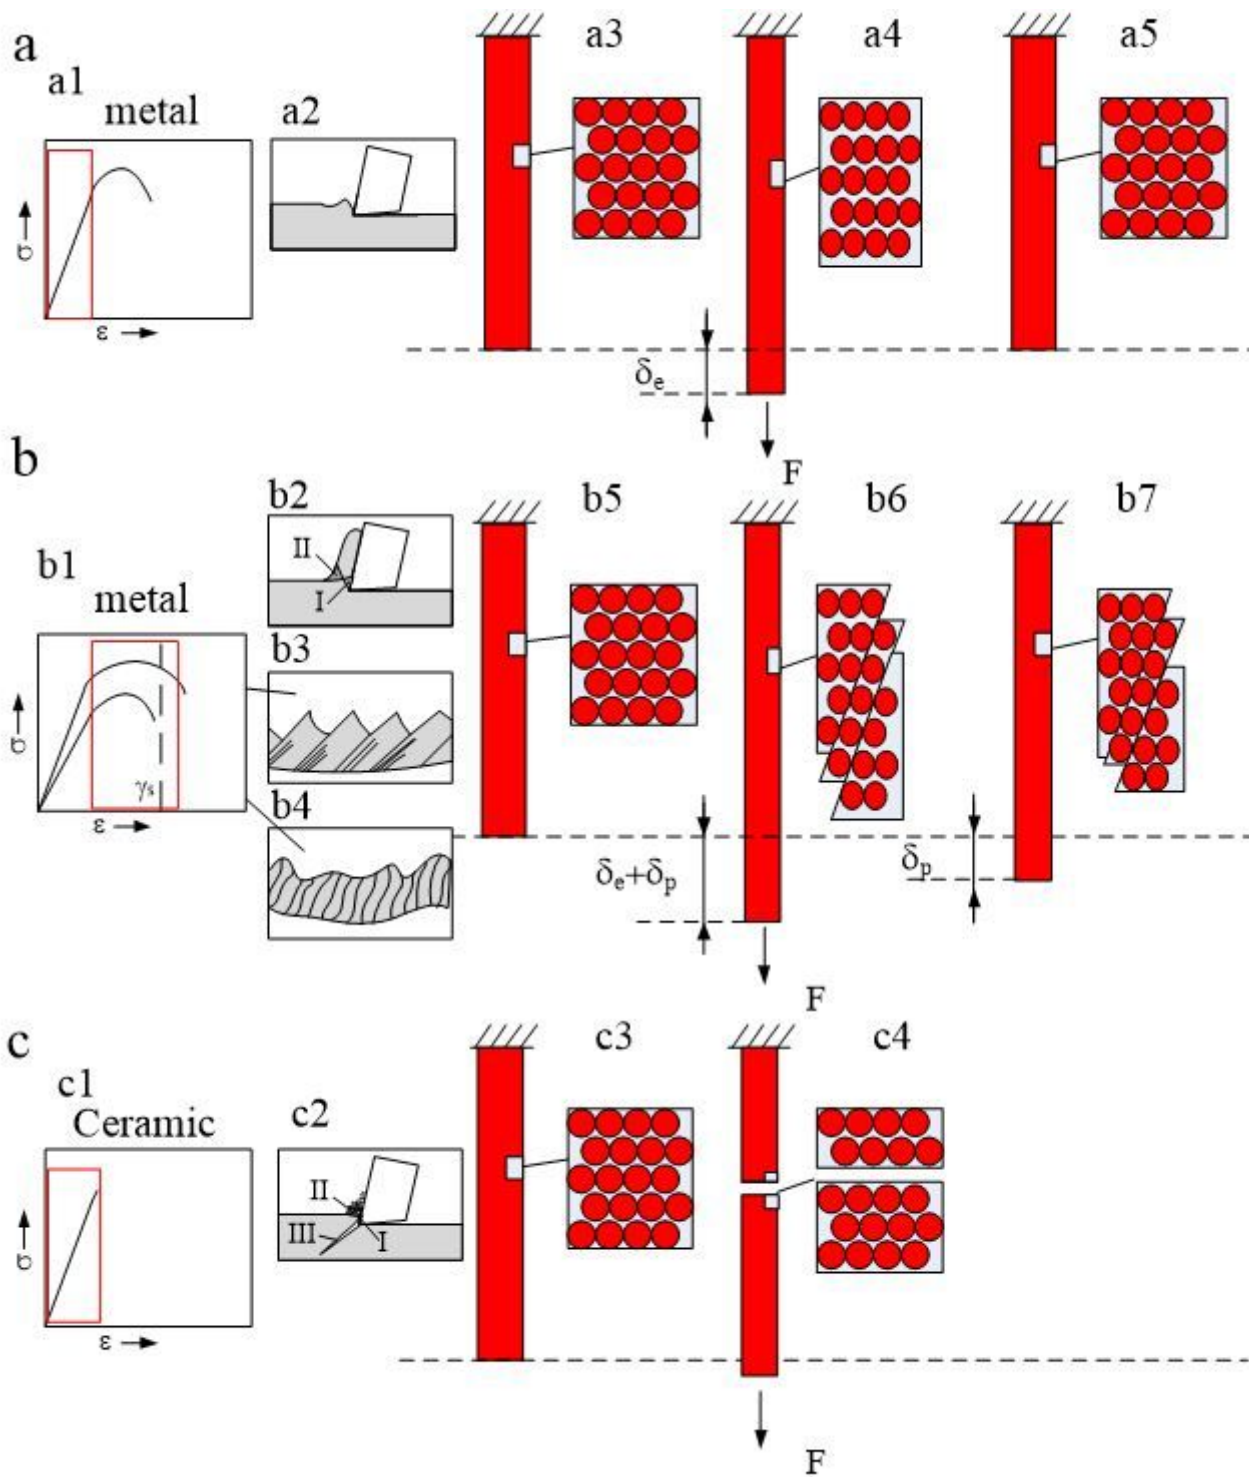 a
a1
metal
σ
ε
a2
a3
a4
a5
δe
F
b
b1
metal
σ
ε
γs
b2
II
I
b3
b4
b5
b6
b7
δe+δp
δp
F
c
c1
Ceramic
σ
ε
c2
II
III
I
c3
c4
F